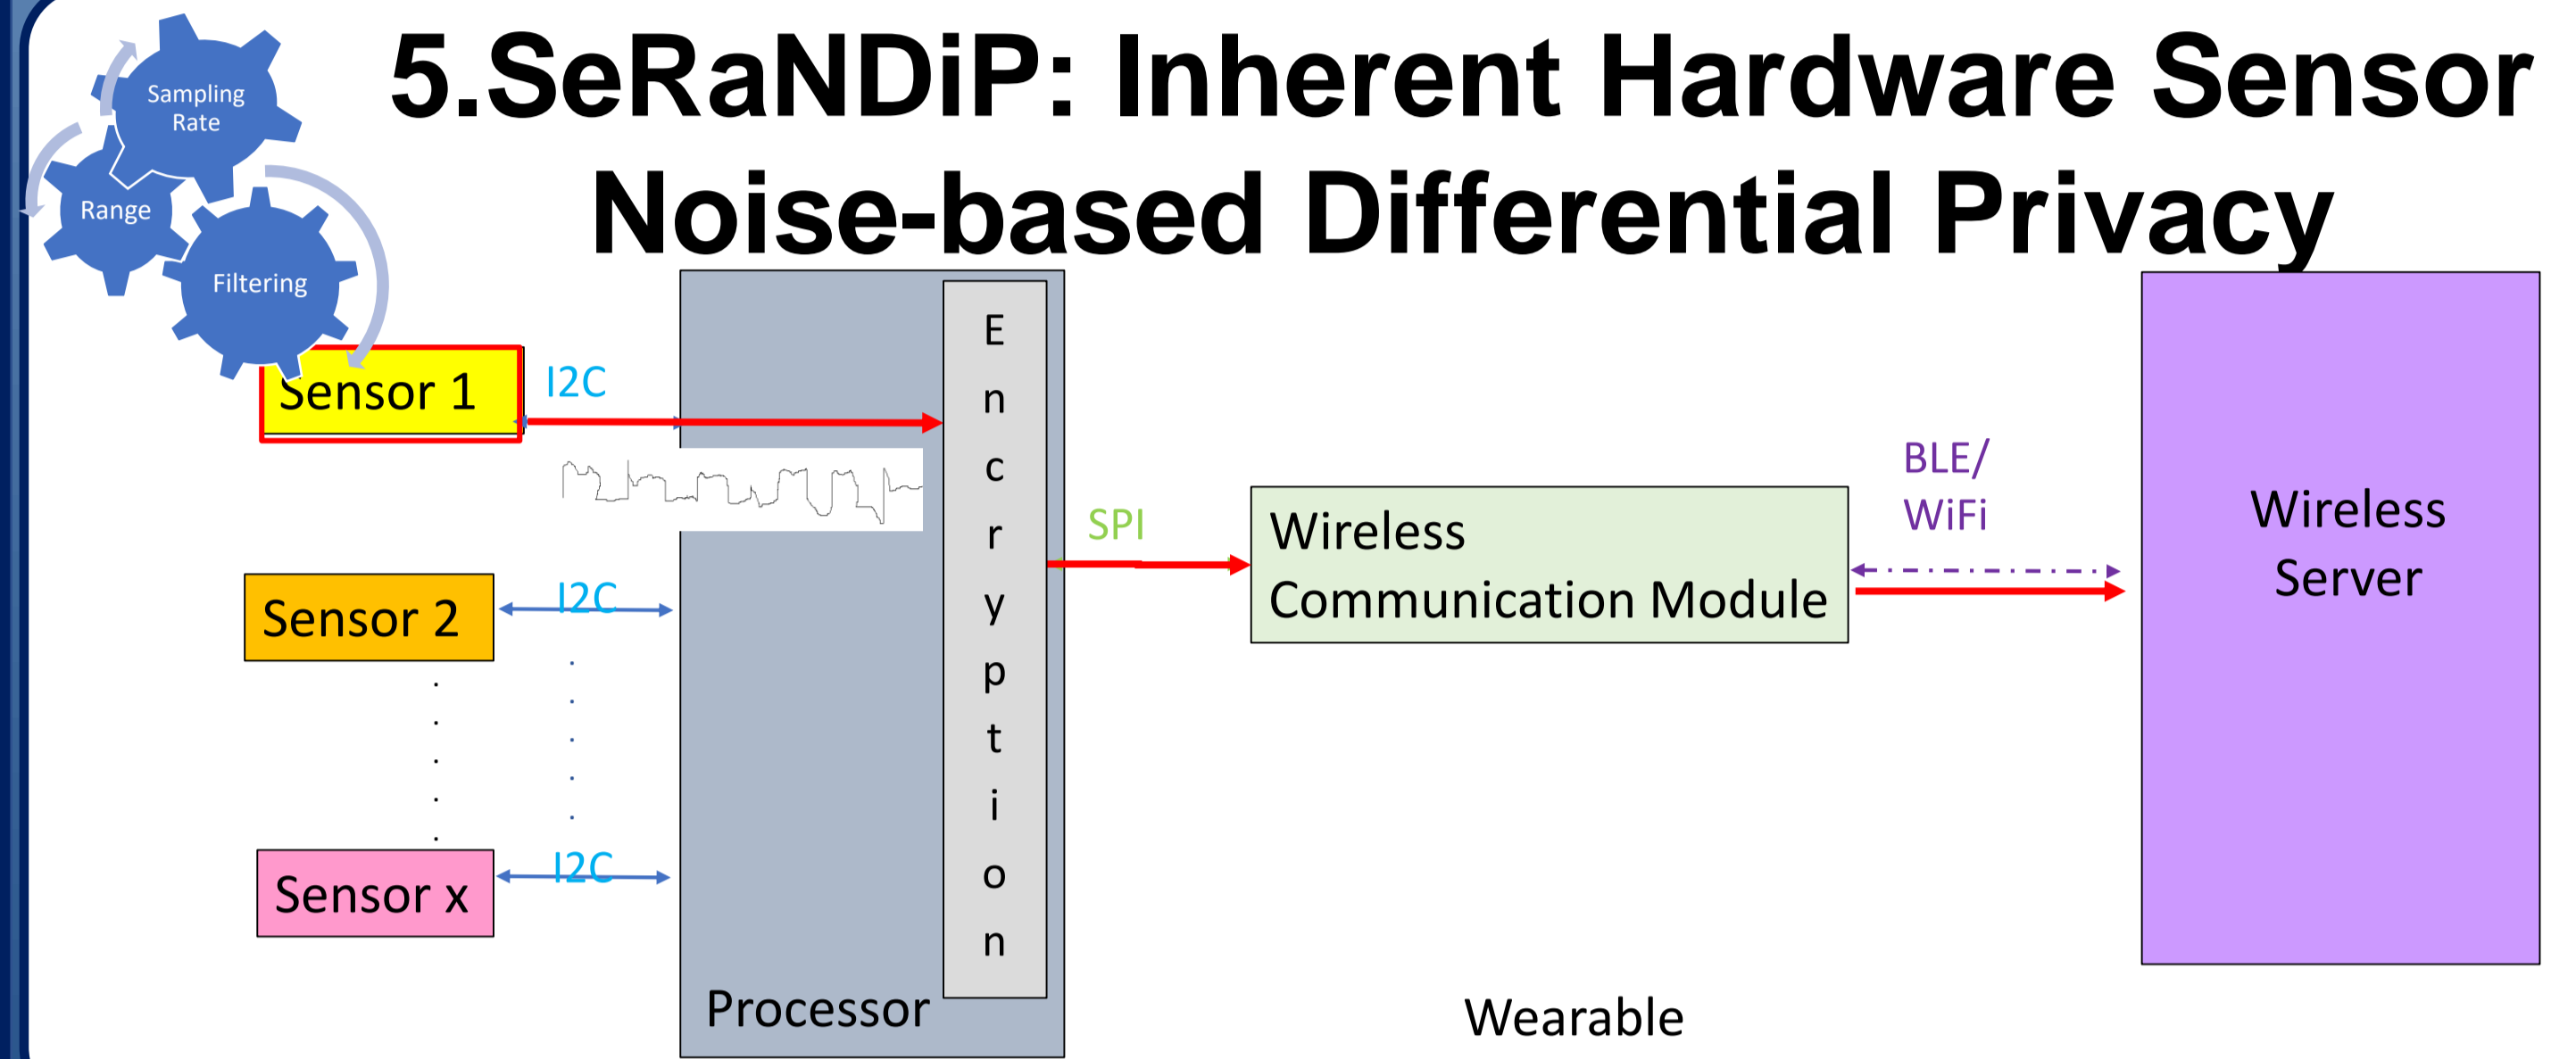 5.SeRaNDiP: Inherent Hardware Sensor
Noise-based Differential Privacy
Sampling
Rate
Range
Filtering
Sensor 1
I2C
Sensor 2
I2C
Sensor x
I2C
Encryption
Processor
SPI
Wireless
Communication Module
BLE/
WiFi
Wireless
Server
Wearable